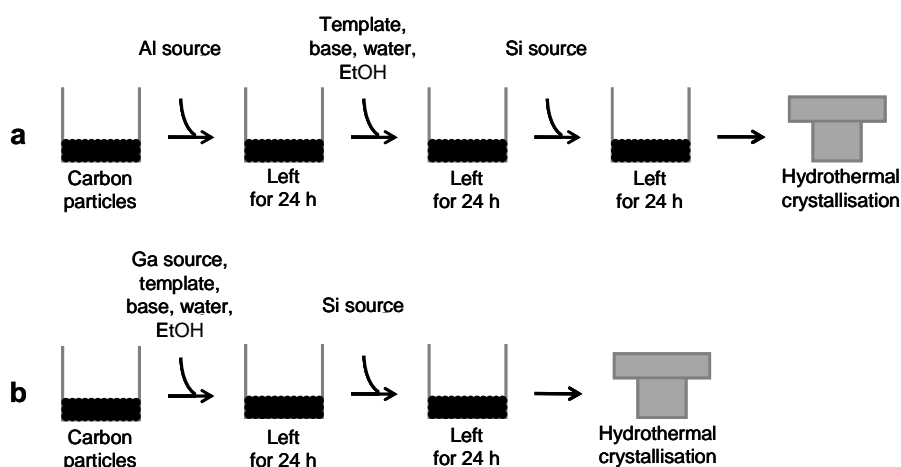 Al source
Template,
base, water,
EtOH
Si source
a
Carbon
particles
Left
for 24 h
Left
for 24 h
Left
for 24 h
Hydrothermal
crystallisation
Ga source,
template,
base, water,
EtOH
Si source
b
Carbon
particles
Left
for 24 h
Left
for 24 h
Hydrothermal
crystallisation